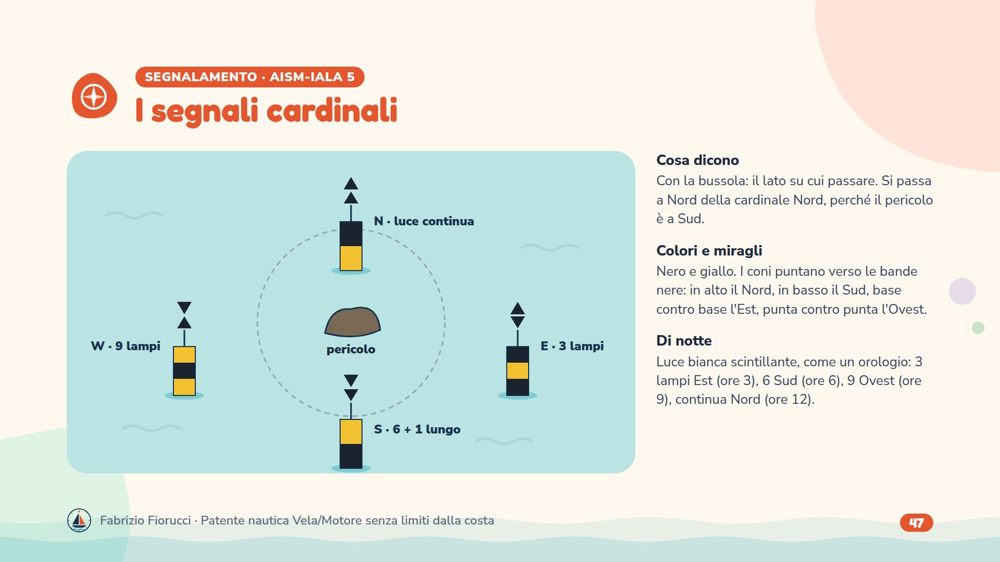 SEGNALAMENTO · AISM-IALA 5
I segnali cardinali
N · luce continua
W · 9 lampi
pericolo
E · 3 lampi
S · 6 + 1 lungo
Cosa dicono
Con la bussola: il lato su cui passare. Si passa
a Nord della cardinale Nord, perché il pericolo
è a Sud.
Colori e miragli
Nero e giallo. I coni puntano verso le bande
nere: in alto il Nord, in basso il Sud, base
contro base l'Est, punta contro punta l'Ovest.
Di notte
Luce bianca scintillante, come un orologio: 3
lampi Est (ore 3), 6 Sud (ore 6), 9 Ovest (ore
9), continua Nord (ore 12).
Fabrizio Fiorucci · Patente nautica Vela/Motore senza limiti dalla costa
47